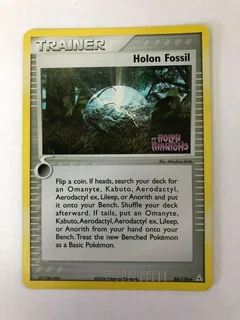 TRAINER
Holon Fossil
EX HOLON
PHANTOMS
Flip a coin. If heads, search your deck for
an Omanyte, Kabuto, Aerodactyl,
Aerodactyl ex, Lileep, or Anorith and put
it onto your Bench. Shuffle your deck
afterward. If tails, put an Omanyte,
Kabuto, Aerodactyl, Aerodactyl ex,
Lileep, or Anorith from your hand onto
your Bench. Treat the new Benched Pokémon
as a Basic Pokémon.
86/110